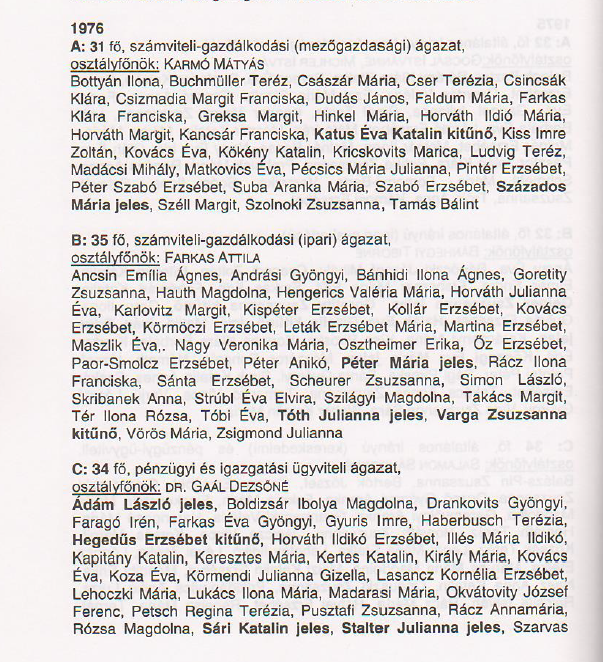 1976
A: 31 fő, számviteli-gazdálkodási (mezőgazdasági) ágazat,
osztályfőnök: KARMÓ MÁTYÁS
Bottyán Ilona, Buchmüller Teréz, Császár Mária, Cser Terézia, Csincsák
Klára, Csizmadia Margit Franciska, Dudás János, Faldum Mária, Farkas
Klára Franciska, Greksa Margit, Hinkel Mária, Horváth Ildió Mária,
Horváth Margit, Kancsár Franciska, Katus Éva Katalin kitűnő, Kiss Imre
Zoltán, Kovács Éva, Kökény Katalin, Kricskovits Marica, Ludvig Teréz,
Madácsi Mihály, Matkovics Éva, Pécsics Mária Julianna, Pintér Erzsébet,
Péter Szabó Erzsébet, Suba Aranka Mária, Szabó Erzsébet, Százados
Mária jeles, Széll Margit, Szolnoki Zsuzsanna, Tamás Bálint
B: 35 fő, számviteli-gazdálkodási (ipari) ágazat,
osztályfőnök: FARKAS ATTILA
Ancsin Emília Ágnes, Andrási Gyöngyi, Bánhidi Ilona Ágnes, Goretity
Zsuzsanna, Hauth Magdolna, Hengerics Valéria Mária, Horváth Julianna
Éva, Karlovitz Margit, Kispéter Erzsébet, Kollár Erzsébet, Kovács
Erzsébet, Körmöczi Erzsébet, Leták Erzsébet Mária, Martina Erzsébet,
Maszlik Éva,. Nagy Veronika Mária, Osztheimer Erika, Őz Erzsébet,
Paor-Smolcz Erzsébet, Péter Anikó, Péter Mária jeles, Rácz Ilona
Franciska, Sánta Erzsébet, Scheurer Zsuzsanna, Simon László,
Skribanek Anna, Strúbl Éva Elvira, Szilágyi Magdolna, Takács Margit,
Tér Ilona Rózsa, Tóbi Éva, Tóth Julianna jeles, Varga Zsuzsanna
kitűnő, Vörös Mária, Zsigmond Julianna
C: 34 fő, pénzügyi és igazgatási ügyviteli ágazat,
osztályfőnök: DR. GAÁL DEZSŐNÉ
Ádám László jeles, Boldizsár Ibolya Magdolna, Drankovits Gyöngyi,
Faragó Irén, Farkas Éva Gyöngyi, Gyuris Imre, Haberbusch Terézia,
Hegedűs Erzsébet kitűnő, Horváth Ildikó Erzsébet, Illés Mária Ildikó,
Kapitány Katalin, Keresztes Mária, Kertes Katalin, Király Mária, Kovács
Éva, Koza Éva, Körmendi Julianna Gizella, Lasancz Kornélia Erzsébet,
Lehoczki Mária, Lukács Ilona Mária, Madarasi Mária, Okvátovity József
Ferenc, Petsch Regina Terézia, Pusztafi Zsuzsanna, Rácz Annamária,
Rózsa Magdolna, Sári Katalin jeles, Stalter Julianna jeles, Szarvas